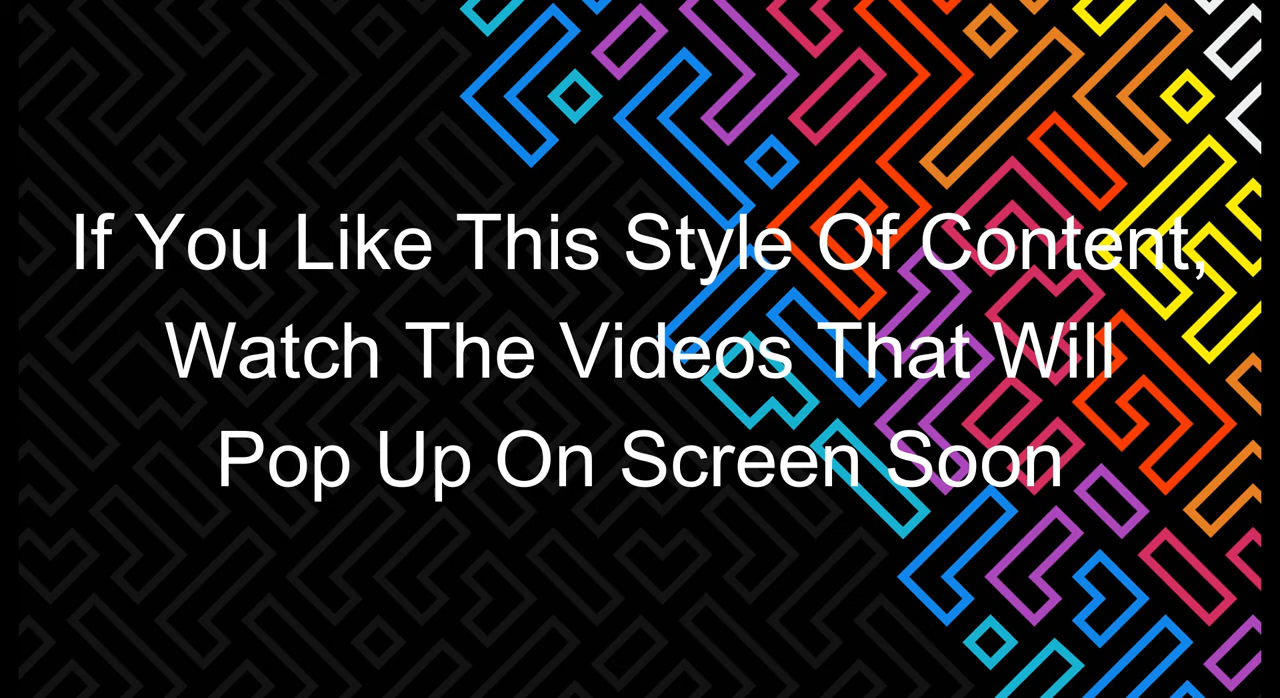 If You Like This Style Of Content,
Watch The Videos That Will
Pop Up On Screen Soon